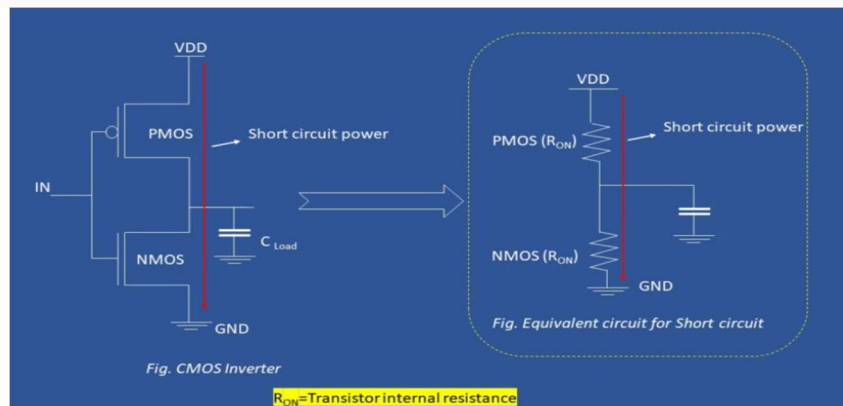 VDD
PMOS
Short circuit power
IN
C Load
NMOS
GND
Fig. CMOS Inverter
VDD
PMOS (RON)
Short circuit power
NMOS (RON)
GND
Fig. Equivalent circuit for Short circuit
RON=Transistor internal resistance